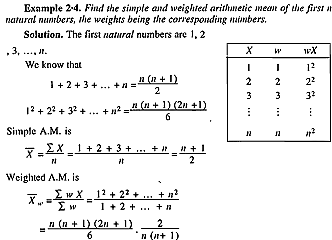 Example 2·4. Find the simple and weighted arithmetic mean of the first n
natural numbers, the weights being the corresponding numbers.
Solution. The first natural numbers are 1, 2
, 3, ..., n.
We know that
1 + 2 + 3 + ... + n = n (n + 1) / 2
1² + 2² + 3² + ... + n² = n (n + 1) (2n + 1) / 6
Simple A.M. is
X̅ = Σ X / n = 1 + 2 + 3 + ... + n / n = n + 1 / 2
Weighted A.M. is
X̅w = Σ w X / Σ w = 1² + 2² + ... + n² / 1 + 2 + ... + n
= n (n + 1) (2n + 1) / 6 · 2 / n (n + 1)
X w wX
1 1 1²
2 2 2²
3 3 3²
⋮ ⋮ ⋮
n n n²